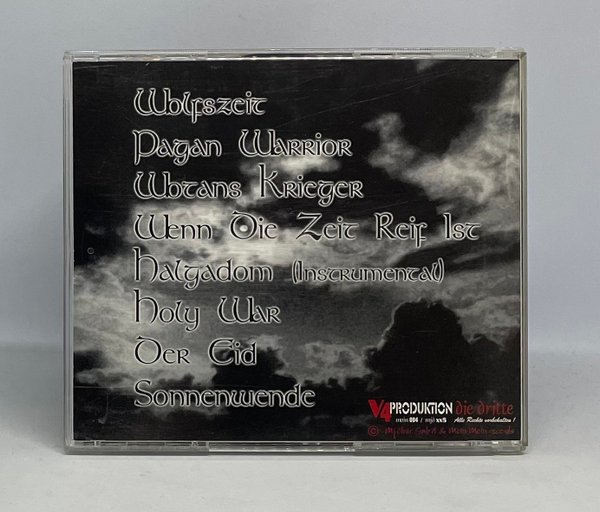 Wolfszeit
Pagan Warrior
Wotans Krieger
Wenn Die Zeit Reif Ist
Halgadom (Instrumental)
Holy War
Der Eid
Sonnenwende
V4 PRODUKTION die dritte
Alle Rechte vorbehalten !